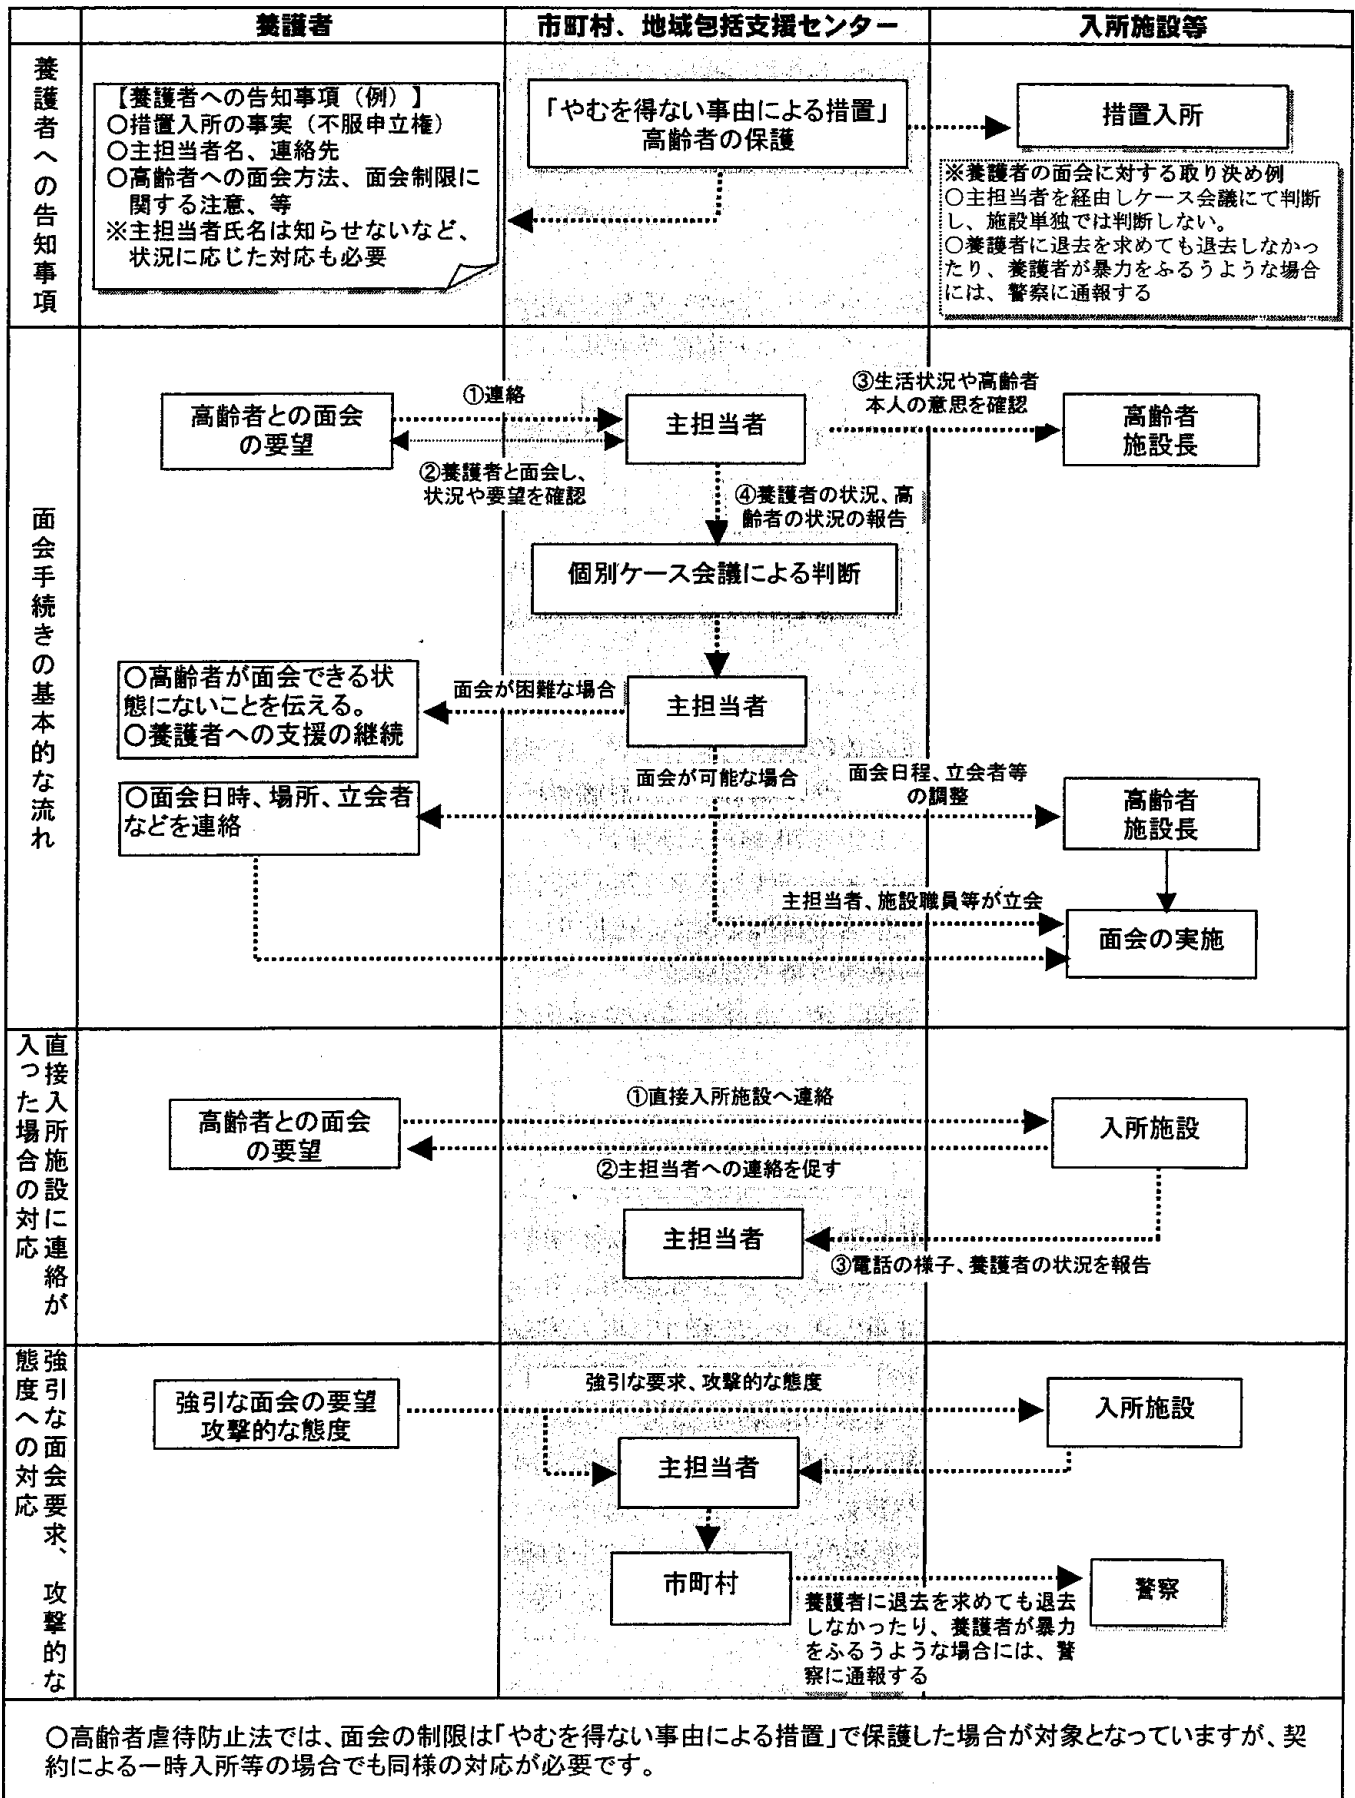 養護者
市町村、地域包括支援センター
入所施設等
養護者への告知事項
【養護者への告知事項（例）】
○措置入所の事実（不服申立権）
○主担当者名、連絡先
○高齢者への面会方法、面会制限に
関する注意、等
※主担当者氏名は知らせないなど、
状況に応じた対応も必要
「やむを得ない事由による措置」
高齢者の保護
措置入所
※養護者の面会に対する取り決め例
○主担当者を経由しケース会議にて判断
し、施設単独では判断しない。
○養護者に退去を求めても退去しなかっ
たり、養護者が暴力をふるうような場合
には、警察に通報する
面会手続きの基本的な流れ
高齢者との面会
の要望
①連絡
②養護者と面会し、
状況や要望を確認
主担当者
③生活状況や高齢者
本人の意思を確認
高齢者
施設長
④養護者の状況、高
齢者の状況の報告
個別ケース会議による判断
○高齢者が面会できる状
態にないことを伝える。
○養護者への支援の継続
面会が困難な場合
主担当者
面会が可能な場合
○面会日時、場所、立会者
などを連絡
面会日程、立会者等
の調整
高齢者
施設長
主担当者、施設職員等が立会
面会の実施
直接入所施設に連絡が
入った場合の対応
高齢者との面会
の要望
①直接入所施設へ連絡
②主担当者への連絡を促す
入所施設
主担当者
③電話の様子、養護者の状況を報告
強引な面会要求、攻撃的な
態度への対応
強引な面会の要望
攻撃的な態度
強引な要求、攻撃的な態度
入所施設
主担当者
市町村
養護者に退去を求めても退去
しなかったり、養護者が暴力
をふるうような場合には、警
察に通報する
警察
○高齢者虐待防止法では、面会の制限は「やむを得ない事由による措置」で保護した場合が対象となっていますが、契
約による一時入所等の場合でも同様の対応が必要です。